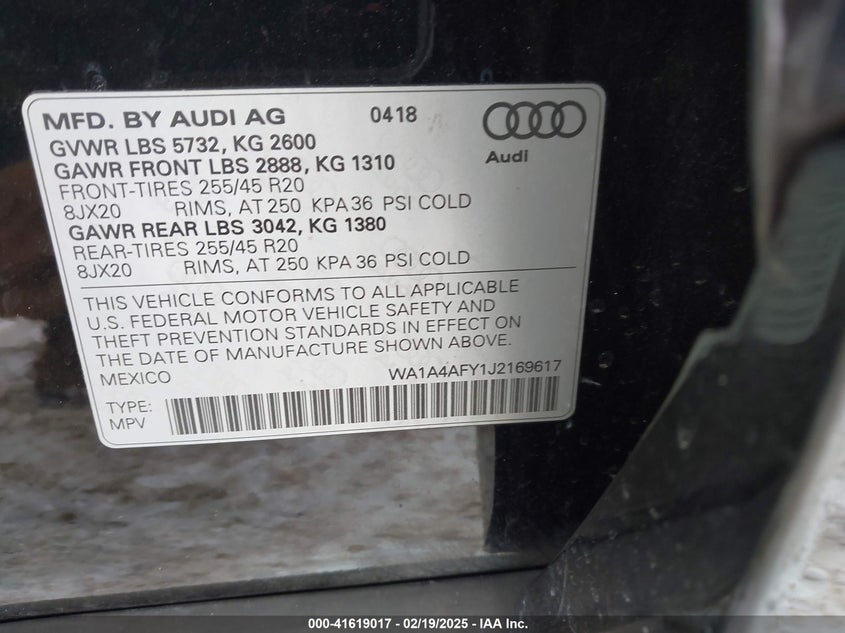 MFD. BY AUDI AG 0418
Audi
GVWR LBS 5732, KG 2600
GAWR FRONT LBS 2888, KG 1310
FRONT-TIRES 255/45 R20
8JX20 RIMS, AT 250 KPA 36 PSI COLD
GAWR REAR LBS 3042, KG 1380
REAR-TIRES 255/45 R20
8JX20 RIMS, AT 250 KPA 36 PSI COLD
THIS VEHICLE CONFORMS TO ALL APPLICABLE
U.S. FEDERAL MOTOR VEHICLE SAFETY AND
THEFT PREVENTION STANDARDS IN EFFECT ON
THE DATE OF MANUFACTURE SHOWN ABOVE.
MEXICO WA1A4AFY1J2169617
TYPE:
MPV
000-41619017 - 02/19/2025 - IAA Inc.